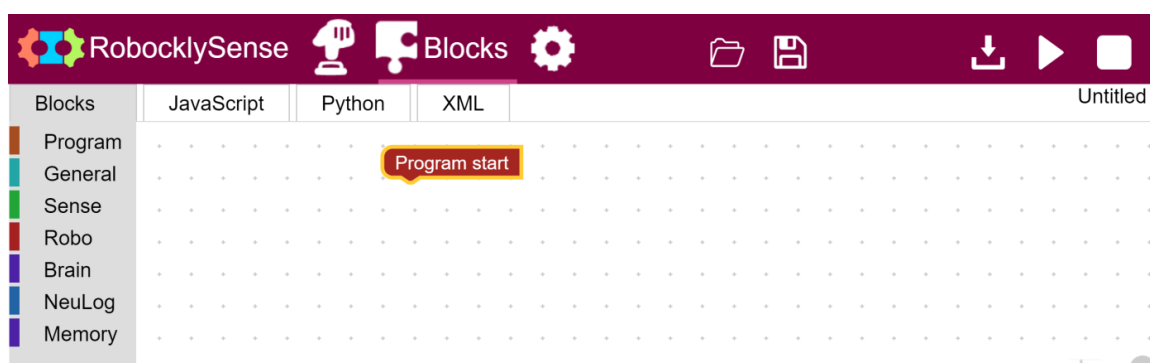 RobocklySense Blocks
Blocks JavaScript Python XML Untitled
Program
Program start
General
Sense
Robo
Brain
NeuLog
Memory